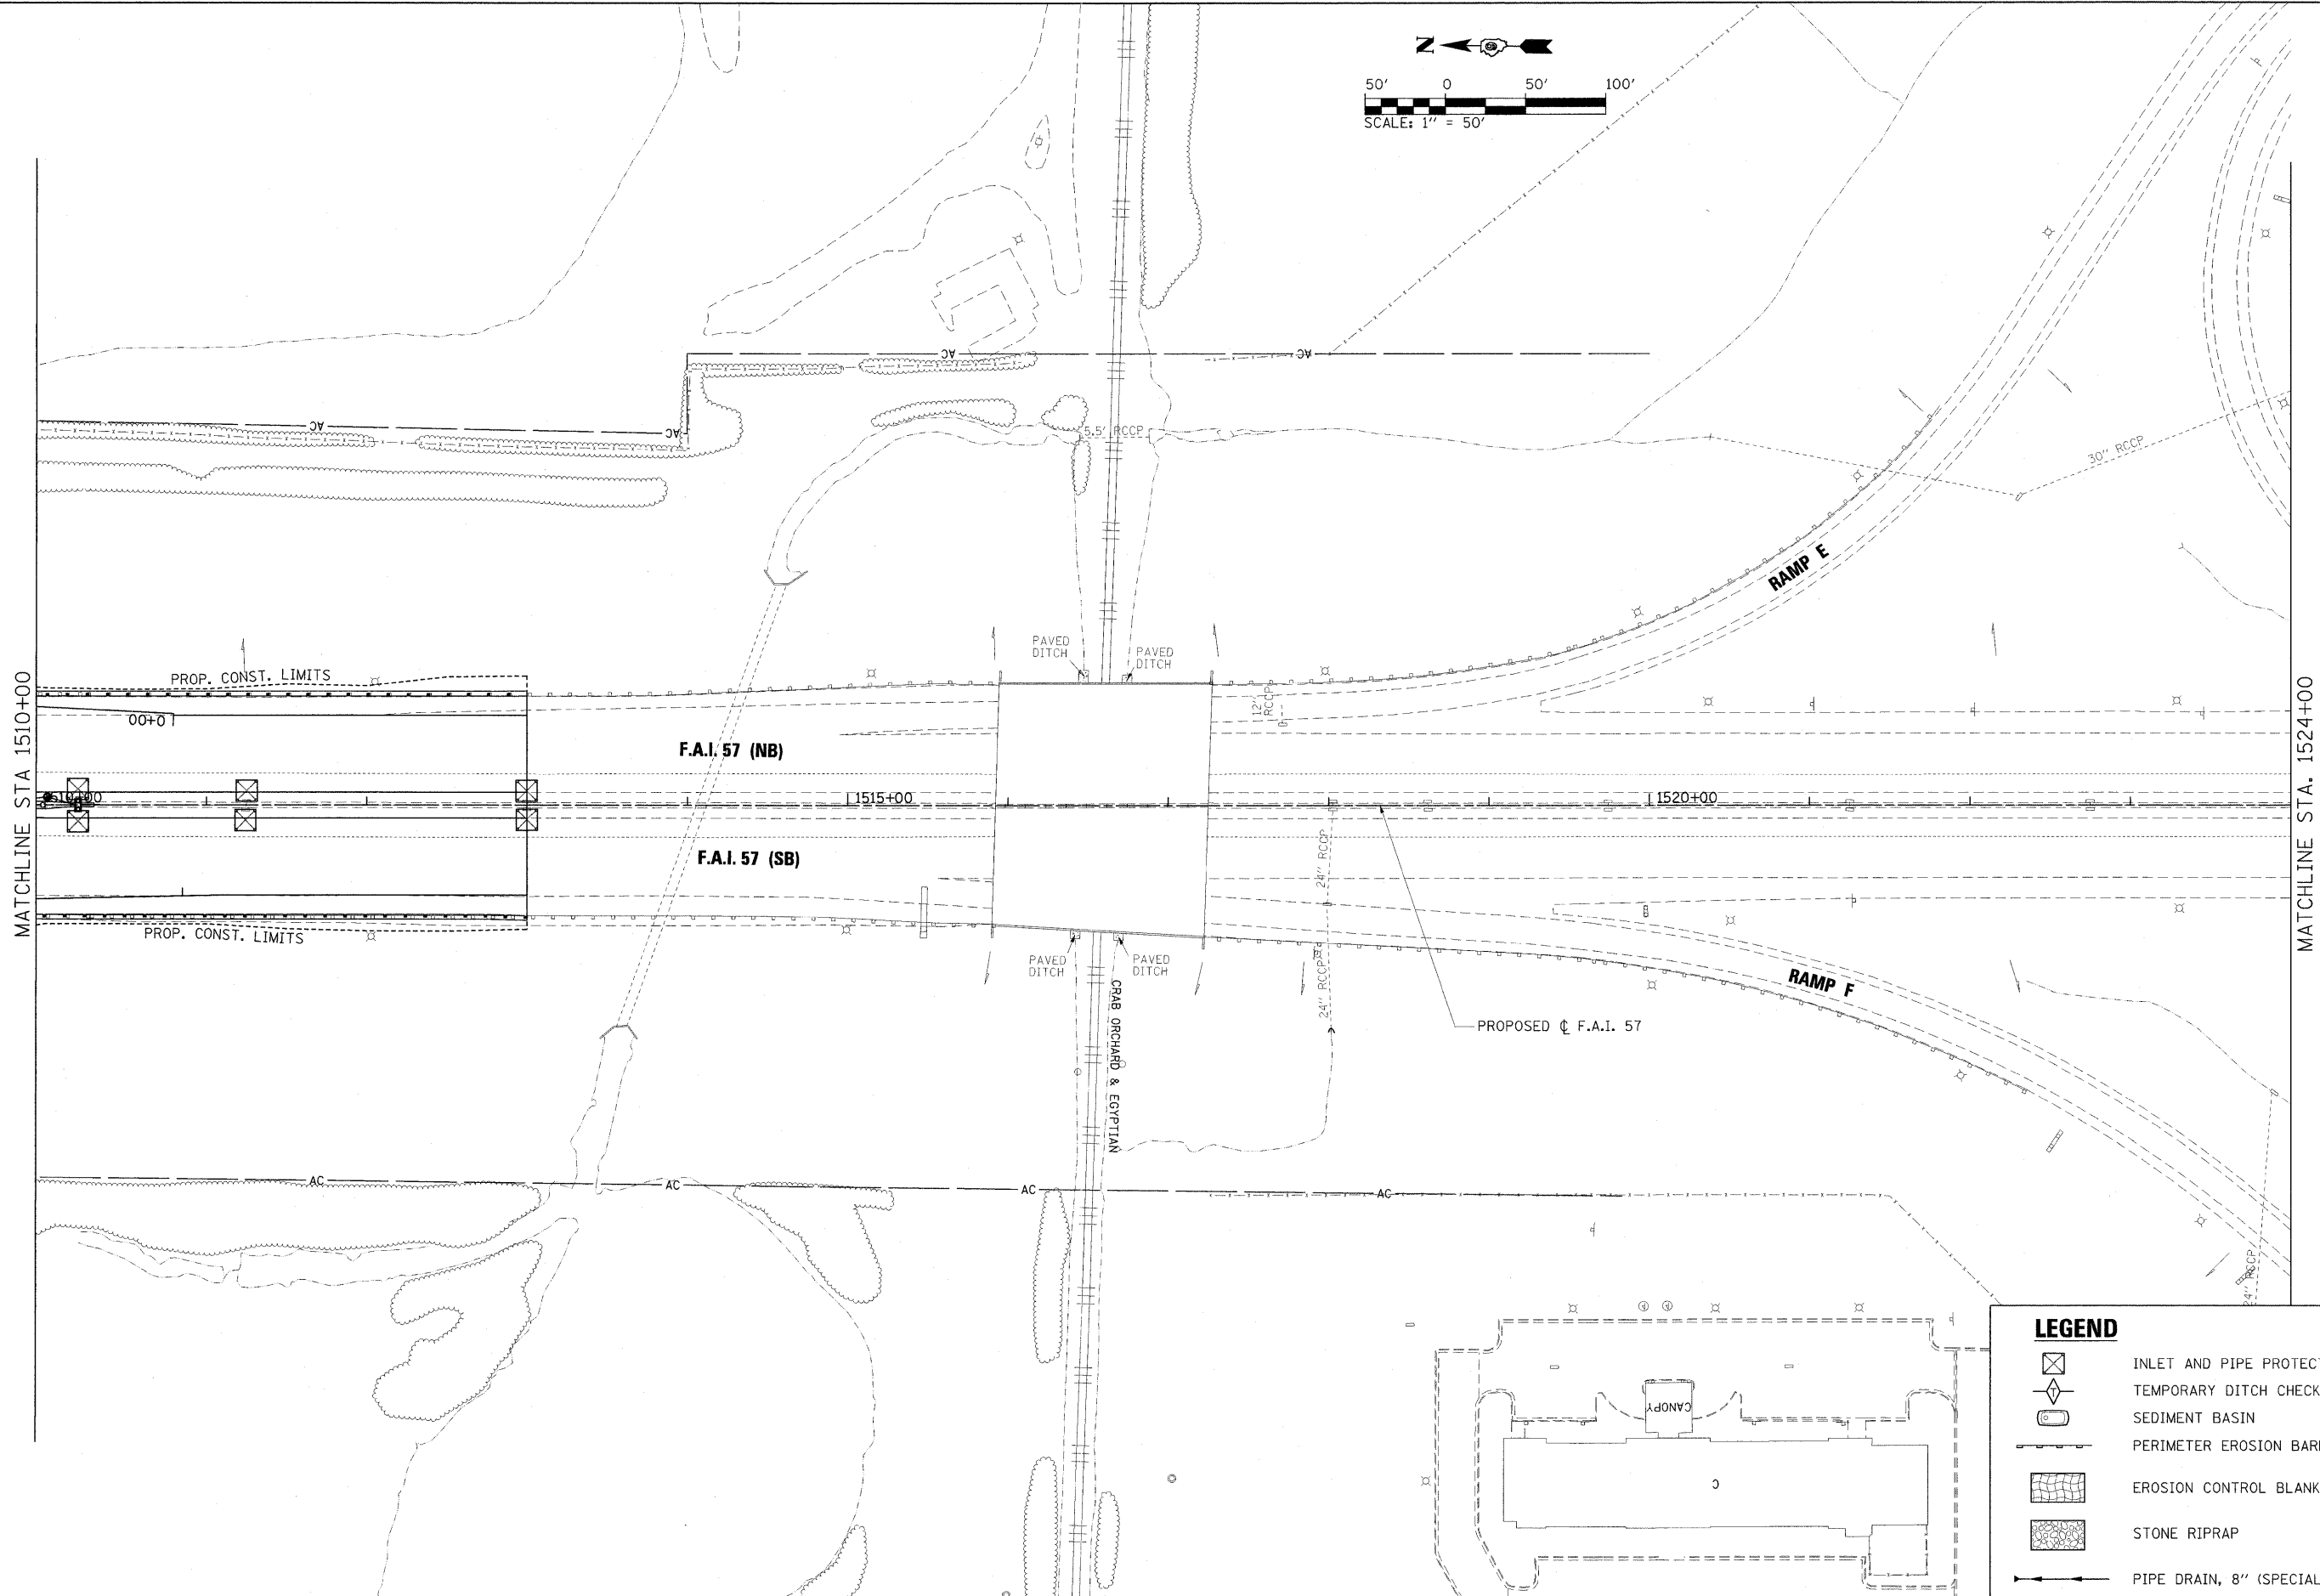 N
50' 0 50' 100'
SCALE: 1" = 50'
AC
AC
AC
AC
5.5' RCCP
30" RCCP
RAMP E
PAVED
DITCH
PAVED
DITCH
PROP. CONST. LIMITS
12"
RCCP
MATCHLINE STA 1510+00
MATCHLINE STA. 1524+00
F.A.I. 57 (NB)
1515+00
1520+00
F.A.I. 57 (SB)
24" RCCP
PROP. CONST. LIMITS
PAVED
DITCH
PAVED
DITCH
24" RCCP
RAMP F
CRAB ORCHARD & EGYPTIAN
PROPOSED ℄ F.A.I. 57
AC
AC
AC
AC
24" RCCP
CANOPY
C
LEGEND
INLET AND PIPE PROTECT
T
TEMPORARY DITCH CHECK
SEDIMENT BASIN
PERIMETER EROSION BAR
EROSION CONTROL BLANK
STONE RIPRAP
PIPE DRAIN, 8" (SPECIAL